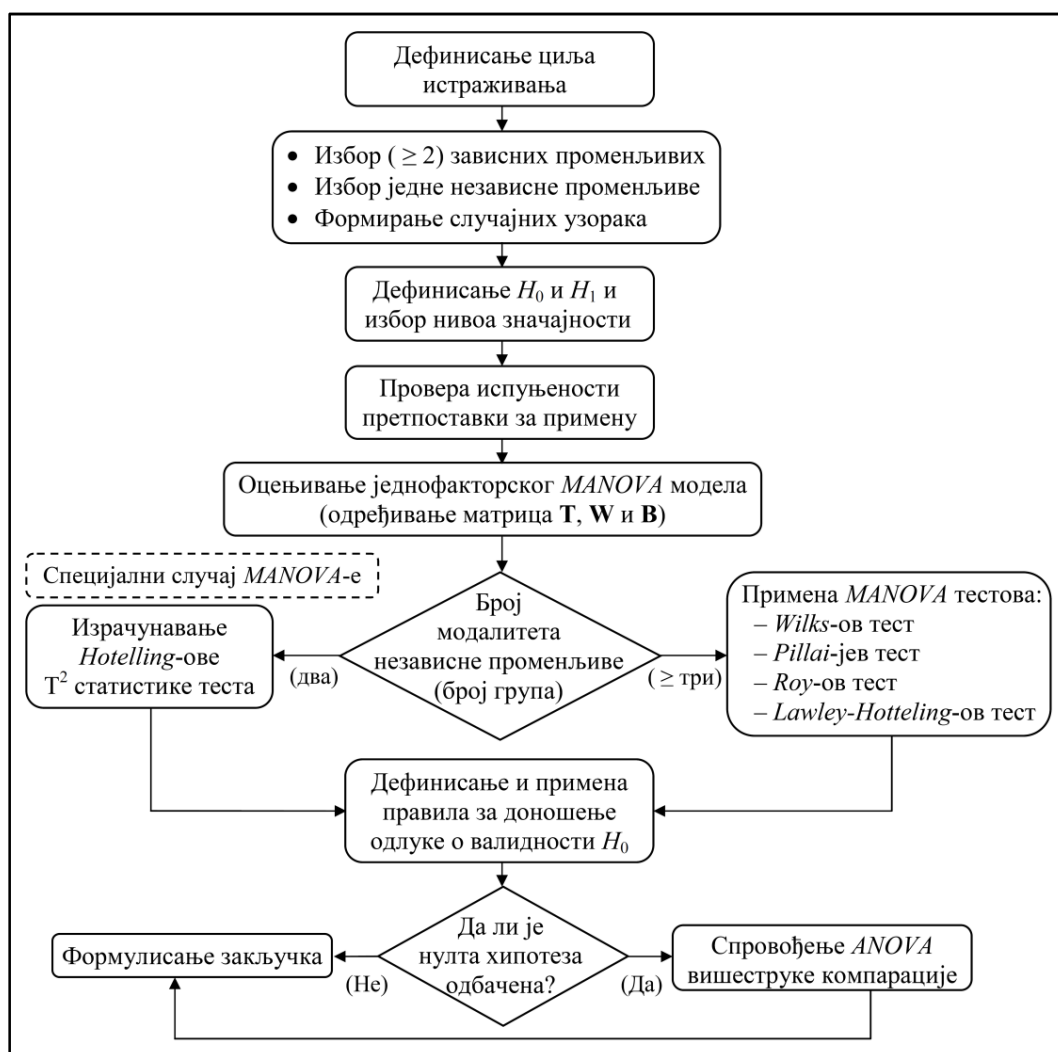 Дефинисање циља
истраживања
• Избор ( ≥ 2) зависних променљивих
• Избор једне независне променљиве
• Формирање случајних узорака
Дефинисање H₀ и H₁ и
избор нивоа значајности
Провера испуњености
претпоставки за примену
Оцењивање једнофакторског MANOVA модела
(одређивање матрица T, W и B)
Специјални случај MANOVA-е
Израчунавање
Hotelling-ове
T² статистике теста
(два)
Број
модалитета
независне променљиве
(број група)
( ≥ три)
Примена MANOVA тестова:
– Wilks-ов тест
– Pillai-јев тест
– Roy-ов тест
– Lawley-Hotteling-ов тест
Дефинисање и примена
правила за доношење
одлуке о валидности H₀
Формулисање закључка
(Не)
Да ли је
нулта хипотеза
одбачена?
(Да)
Спровођење ANOVA
вишеструке компарације